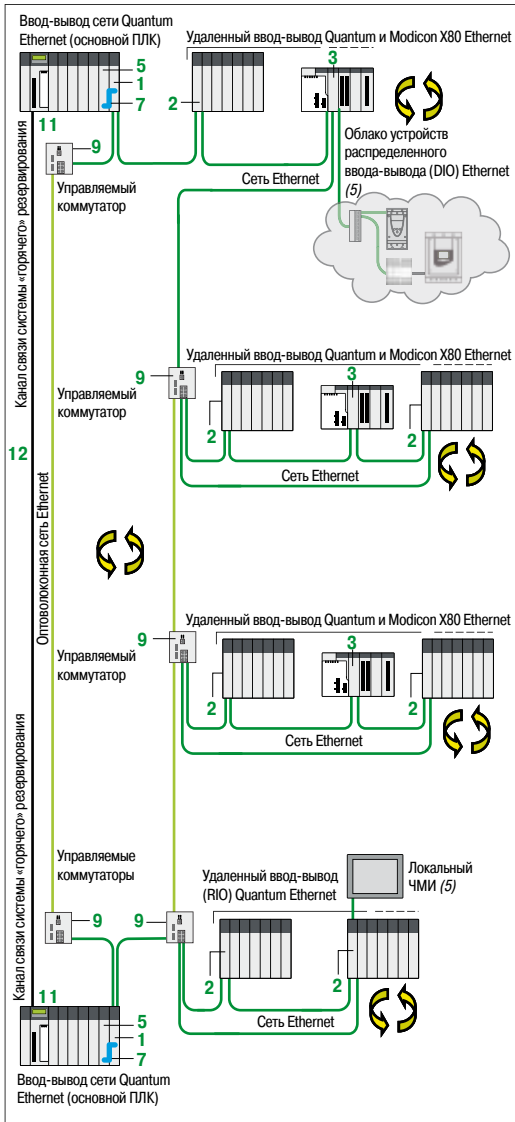 Ввод-вывод сети Quantum
Ethernet (основной ПЛК)
Удаленный ввод-вывод Quantum и Modicon X80 Ethernet
5
1
7
2
3
11
9
Управляемый
коммутатор
Сеть Ethernet
Облако устройств
распределенного
ввода-вывода (DIO) Ethernet
(5)
Канал связи системы «горячего» резервирования
Удаленный ввод-вывод Quantum и Modicon X80 Ethernet
9
3
Управляемый
коммутатор
2
2
Сеть Ethernet
12
Оптоволоконная сеть Ethernet
Удаленный ввод-вывод Quantum и Modicon X80 Ethernet
9
3
Управляемый
коммутатор
2
2
Сеть Ethernet
Канал связи системы «горячего» резервирования
Управляемые
коммутаторы
Удаленный ввод-вывод
(RIO) Quantum Ethernet
Локальный
ЧМИ (5)
9
9
2
2
11
5
1
7
Сеть Ethernet
Ввод-вывод сети Quantum
Ethernet (основной ПЛК)